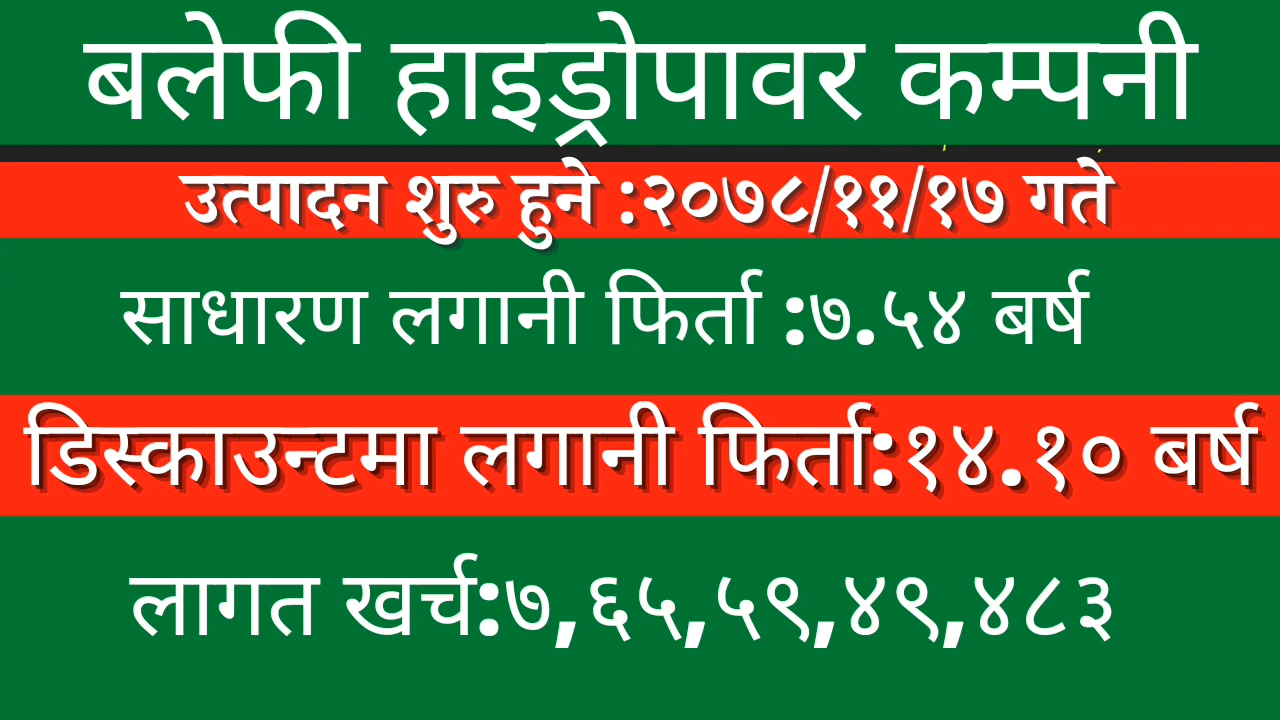 बलेफी हाइड्रोपावर कम्पनी
उत्पादन शुरु हुने :२०७८/११/१७ गते
साधारण लगानी फिर्ता :७.५४ बर्ष
डिस्काउन्टमा लगानी फिर्ता:१४.१० बर्ष
लागत खर्च:७,६५,५९,४९,४८३